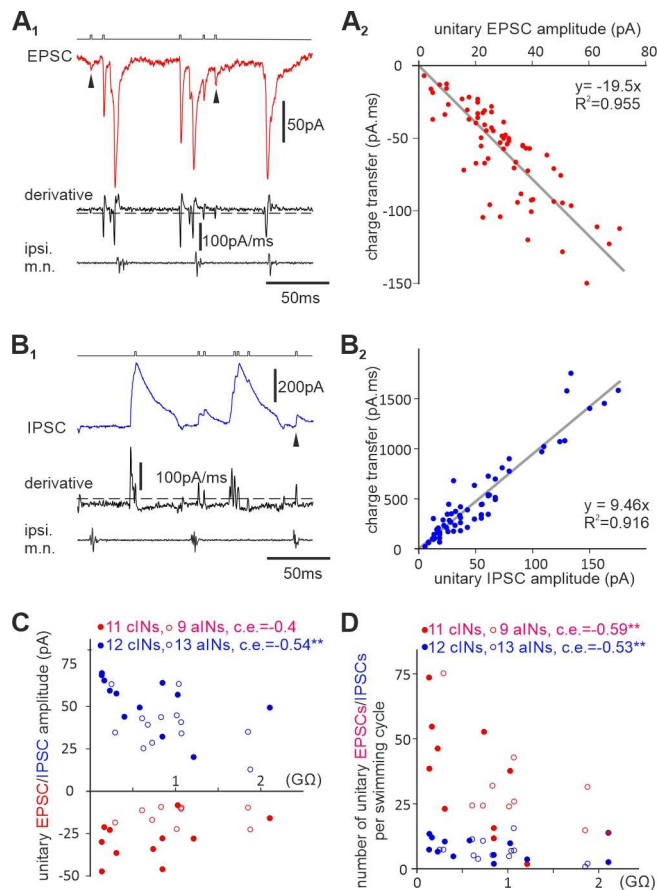 A1
EPSC
50pA
derivative
100pA/ms
ipsi.
m.n.
50ms
A2
unitary EPSC amplitude (pA)
0 20 40 60 80
0
-50
-100
-150
charge transfer (pA.ms)
y= -19.5x
R2=0.955
B1
200pA
IPSC
derivative
100pA/ms
ipsi.
m.n.
50ms
B2
charge transfer (pA.ms)
1500
1000
500
0
0 50 100 150
unitary IPSC amplitude (pA)
y = 9.46x
R2=0.916
C
11 cINs, 9 aINs, c.e.=-0.4
12 cINs, 13 aINs, c.e.=-0.54**
unitary EPSC/IPSC amplitude (pA)
75
50
25
0
-25
-50
1 2 (GΩ)
D
11 cINs, 9 aINs, c.e.=-0.59**
12 cINs, 13 aINs, c.e.=-0.53**
number of unitary EPSCs/IPSCs
per swimming cycle
75
50
25
0
0 1 2 (GΩ)